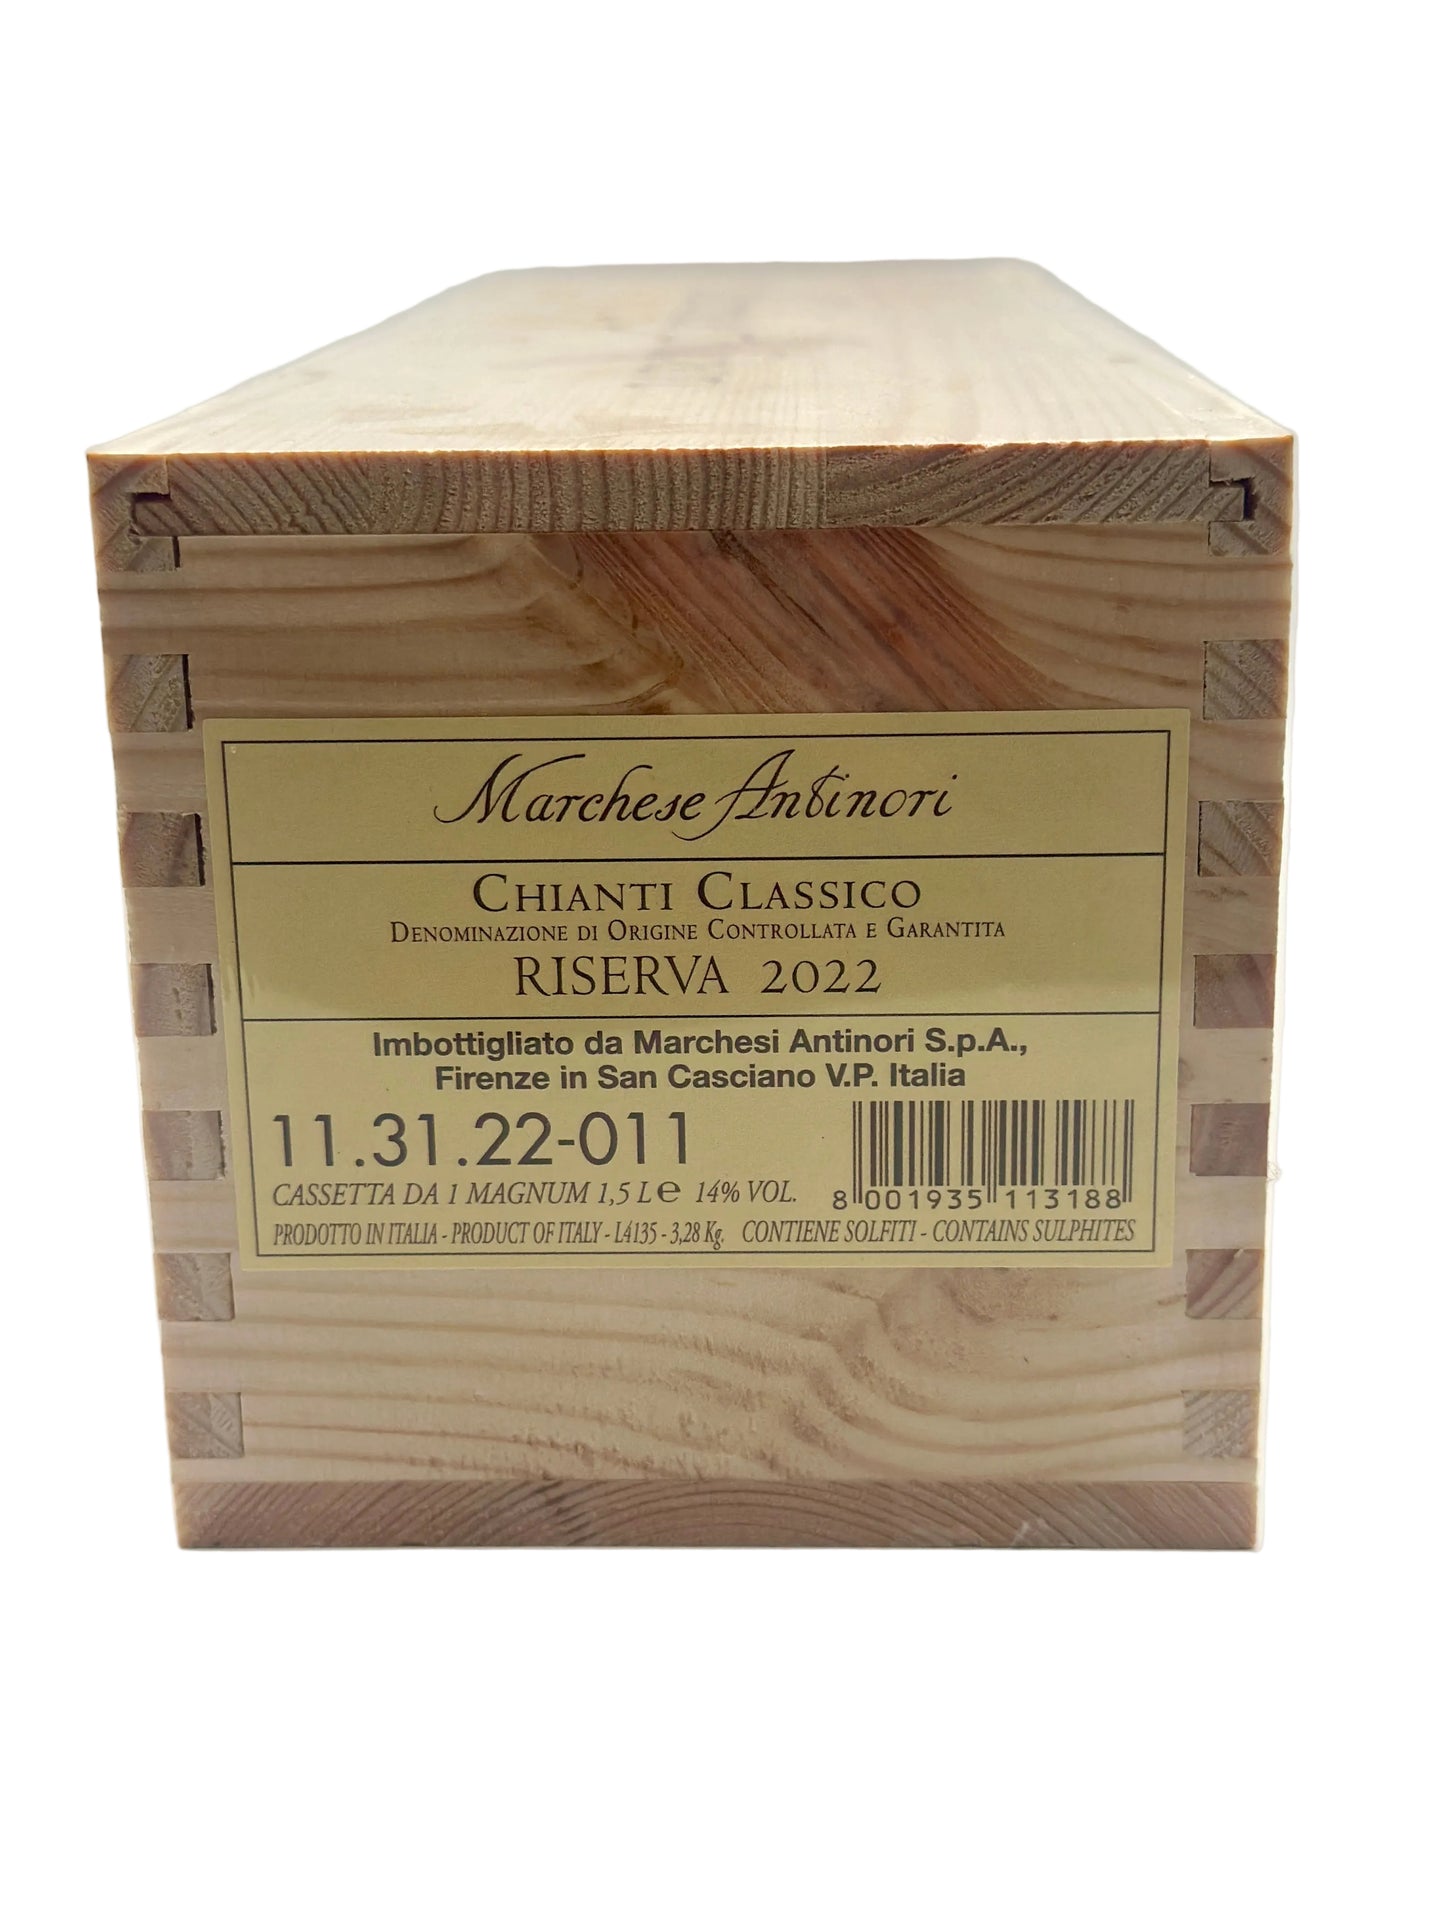 Marchese Antinori
CHIANTI CLASSICO
DENOMINAZIONE DI ORIGINE CONTROLLATA E GARANTITA
RISERVA 2022
Imbottigliato da Marchesi Antinori S.p.A.,
Firenze in San Casciano V.P. Italia
11.31.22-011
CASSETTA DA 1 MAGNUM 1,5 L e 14% VOL.
8 001935 113188
PRODOTTO IN ITALIA - PRODUCT OF ITALY - L4135 - 3,28 Kg. CONTIENE SOLFITI - CONTAINS SULPHITES